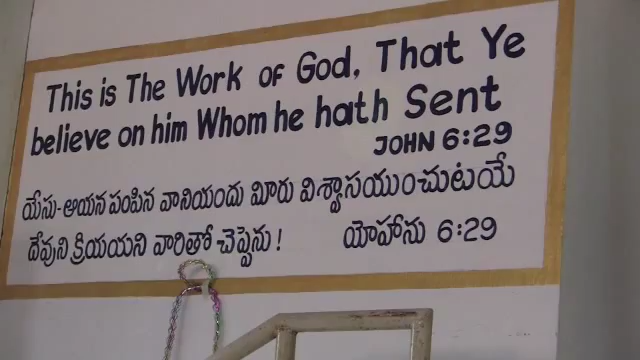 This is The Work of God, That Ye
believe on him Whom he hath Sent
JOHN 6:29
యేసు-ఆయన పంపిన వానియందు మీరు విశ్వాసయుంచుటయే
దేవుని క్రియయని వారితో చెప్పెను! యోహాను 6:29